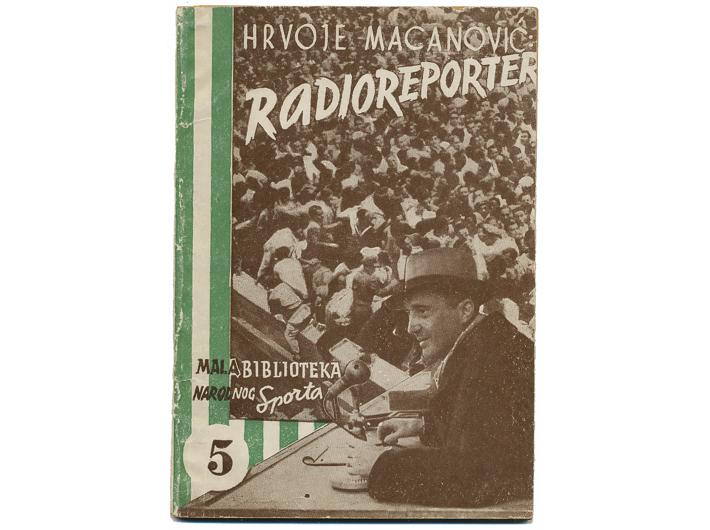 HRVOJE MACANOVIĆ:
RADIOREPORTER
MALA BIBLIOTEKA
NARODNOG Sporta
5